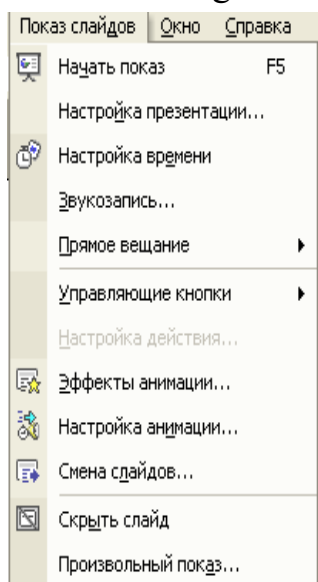 Показ слайдов Окно Справка
Начать показ F5
Настройка презентации...
Настройка времени
Звукозапись...
Прямое вещание
Управляющие кнопки
Настройка действия...
Эффекты анимации...
Настройка анимации...
Смена слайдов...
Скрыть слайд
Произвольный показ...